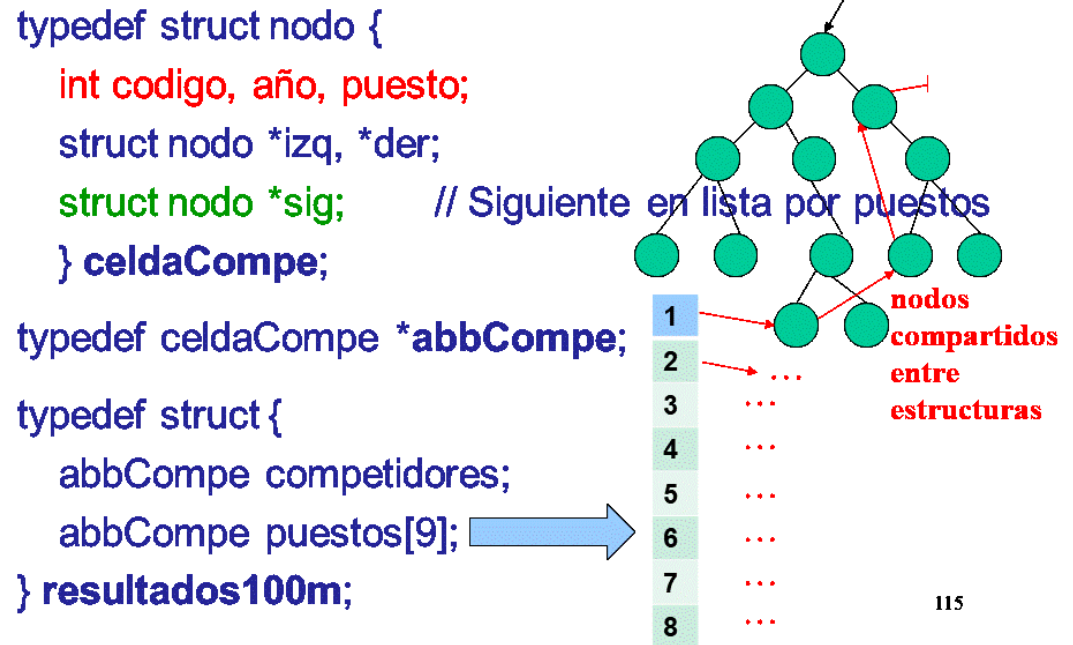 typedef struct nodo {
int codigo, año, puesto;
struct nodo *izq, *der;
struct nodo *sig; // Siguiente en lista por puestos
} celdaCompe;
typedef celdaCompe *abbCompe;
typedef struct {
abbCompe competidores;
abbCompe puestos[9];
} resultados100m;
nodos
compartidos
entre
estructuras
1
2 ...
3 ...
4 ...
5 ...
6 ...
7 ...
8 ...
115